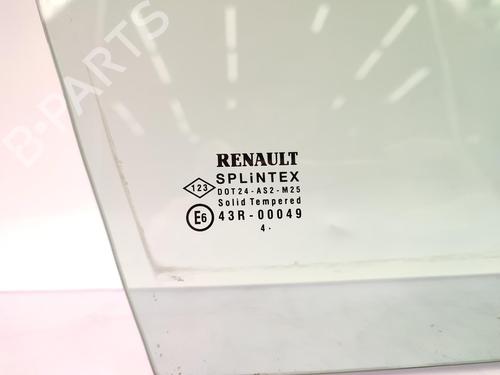 B-PARTS
RENAULT
SPLiNTEX
123 DOT24-AS2-M25
Solid Tempered
E6 43R-00049
4.